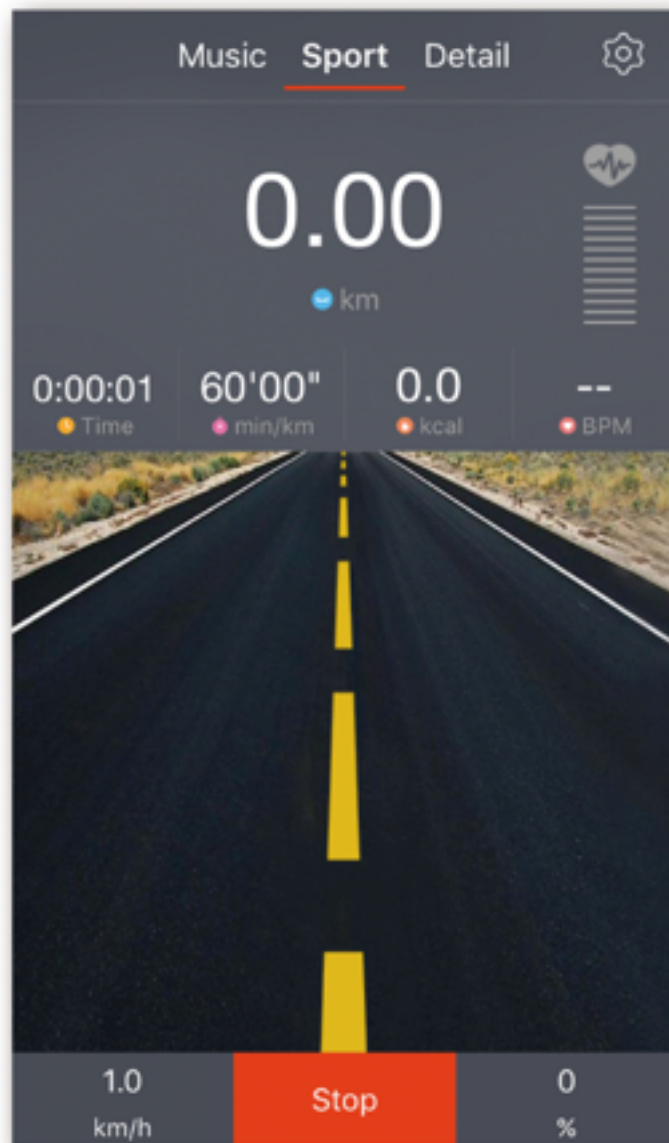 Music Sport Detail
0.00
km
0:00:01 60'00" 0.0 --
Time min/km kcal BPM
1.0 Stop 0
km/h %